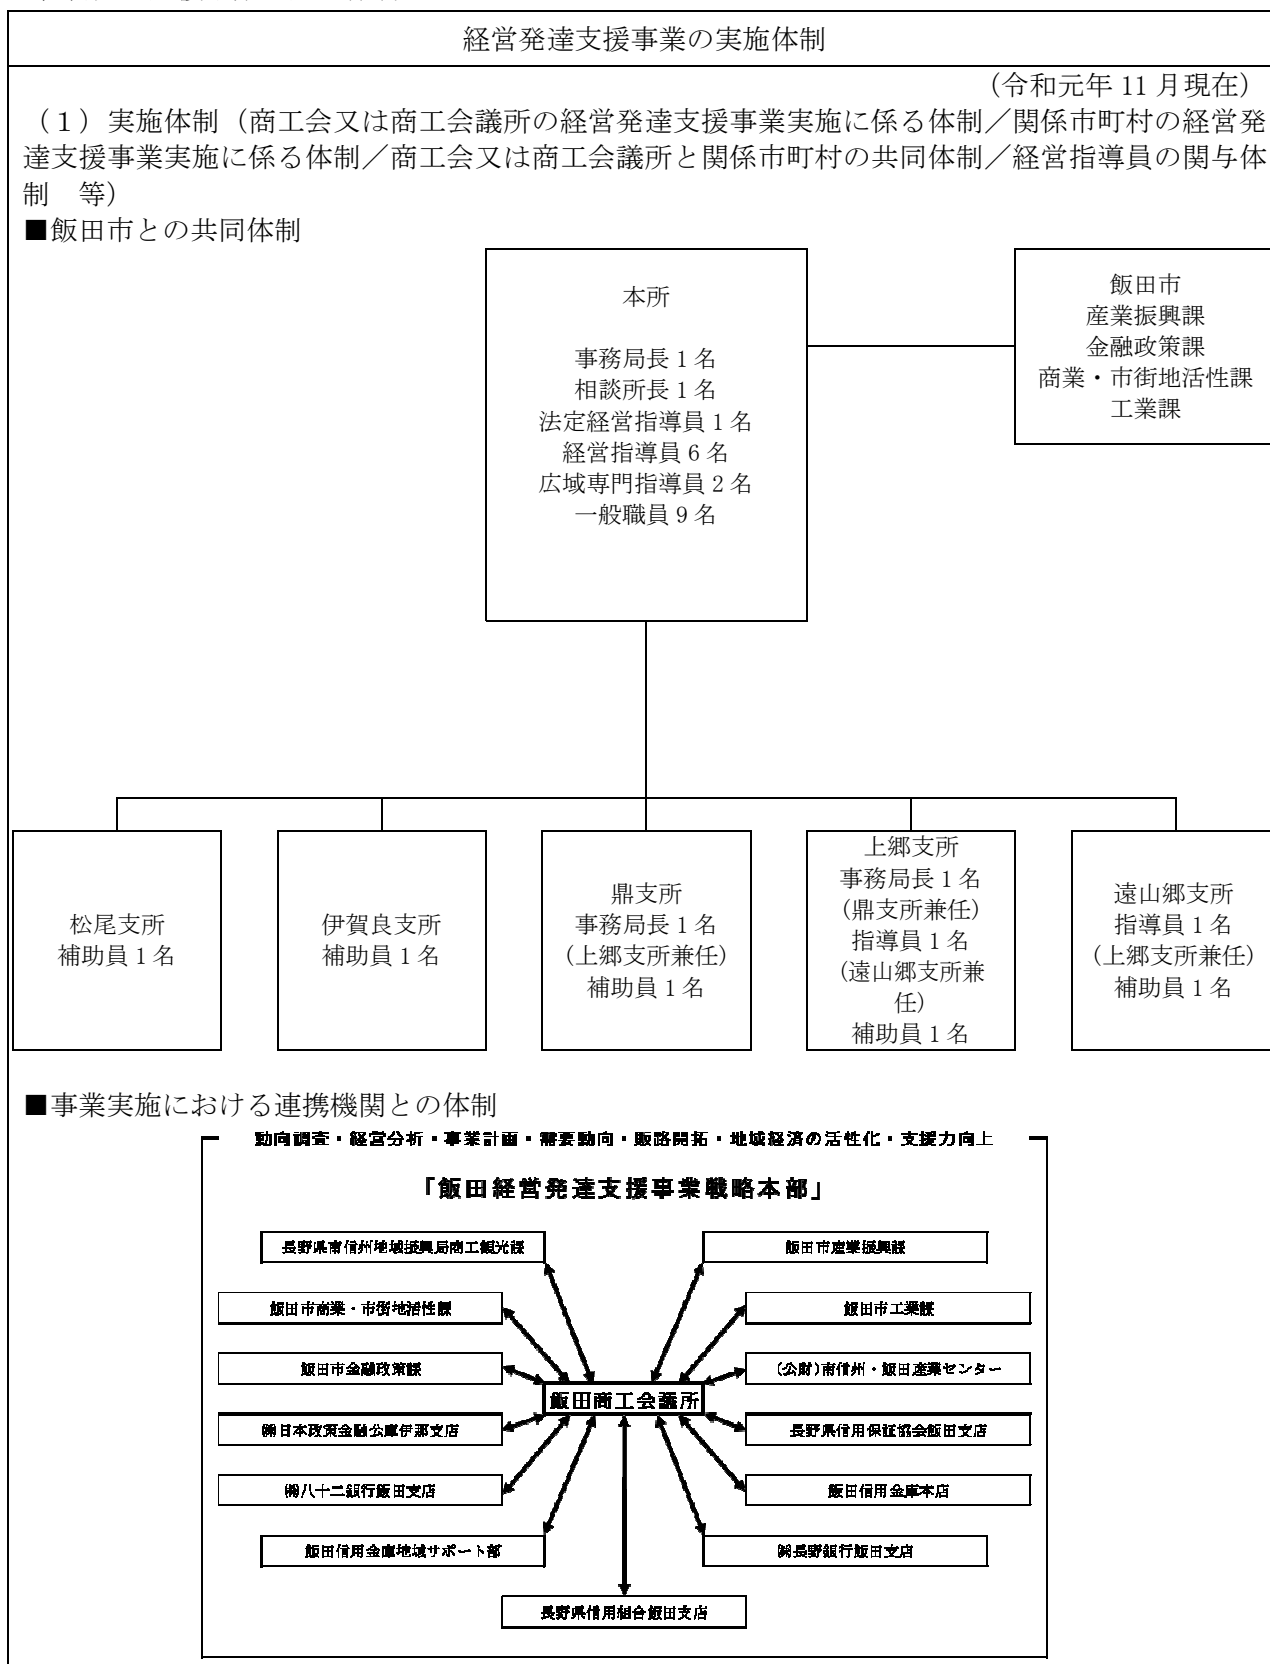 経営発達支援事業の実施体制
（令和元年 11 月現在）
（１）実施体制（商工会又は商工会議所の経営発達支援事業実施に係る体制／関係市町村の経営発
達支援事業実施に係る体制／商工会又は商工会議所と関係市町村の共同体制／経営指導員の関与体
制　等）
■飯田市との共同体制
本所
事務局長 1 名
相談所長 1 名
法定経営指導員 1 名
経営指導員 6 名
広域専門指導員 2 名
一般職員 9 名
飯田市
産業振興課
金融政策課
商業・市街地活性課
工業課
松尾支所
補助員 1 名
伊賀良支所
補助員 1 名
鼎支所
事務局長 1 名
(上郷支所兼任)
補助員 1 名
上郷支所
事務局長 1 名
(鼎支所兼任)
指導員 1 名
(遠山郷支所兼
任)
補助員 1 名
遠山郷支所
指導員 1 名
(上郷支所兼任)
補助員 1 名
■事業実施における連携機関との体制
動向調査・経営分析・事業計画・需要動向・販路開拓・地域経済の活性化・支援力向上
「飯田経営発達支援事業戦略本部」
長野県南信州地域振興局商工観光課
飯田市産業振興課
飯田市商業・市街地活性課
飯田市工業課
飯田市金融政策課
(公財)南信州・飯田産業センター
飯田商工会議所
㈱日本政策金融公庫伊那支店
長野県信用保証協会飯田支店
㈱八十二銀行飯田支店
飯田信用金庫本店
飯田信用金庫地域サポート部
㈱長野銀行飯田支店
長野県信用組合飯田支店